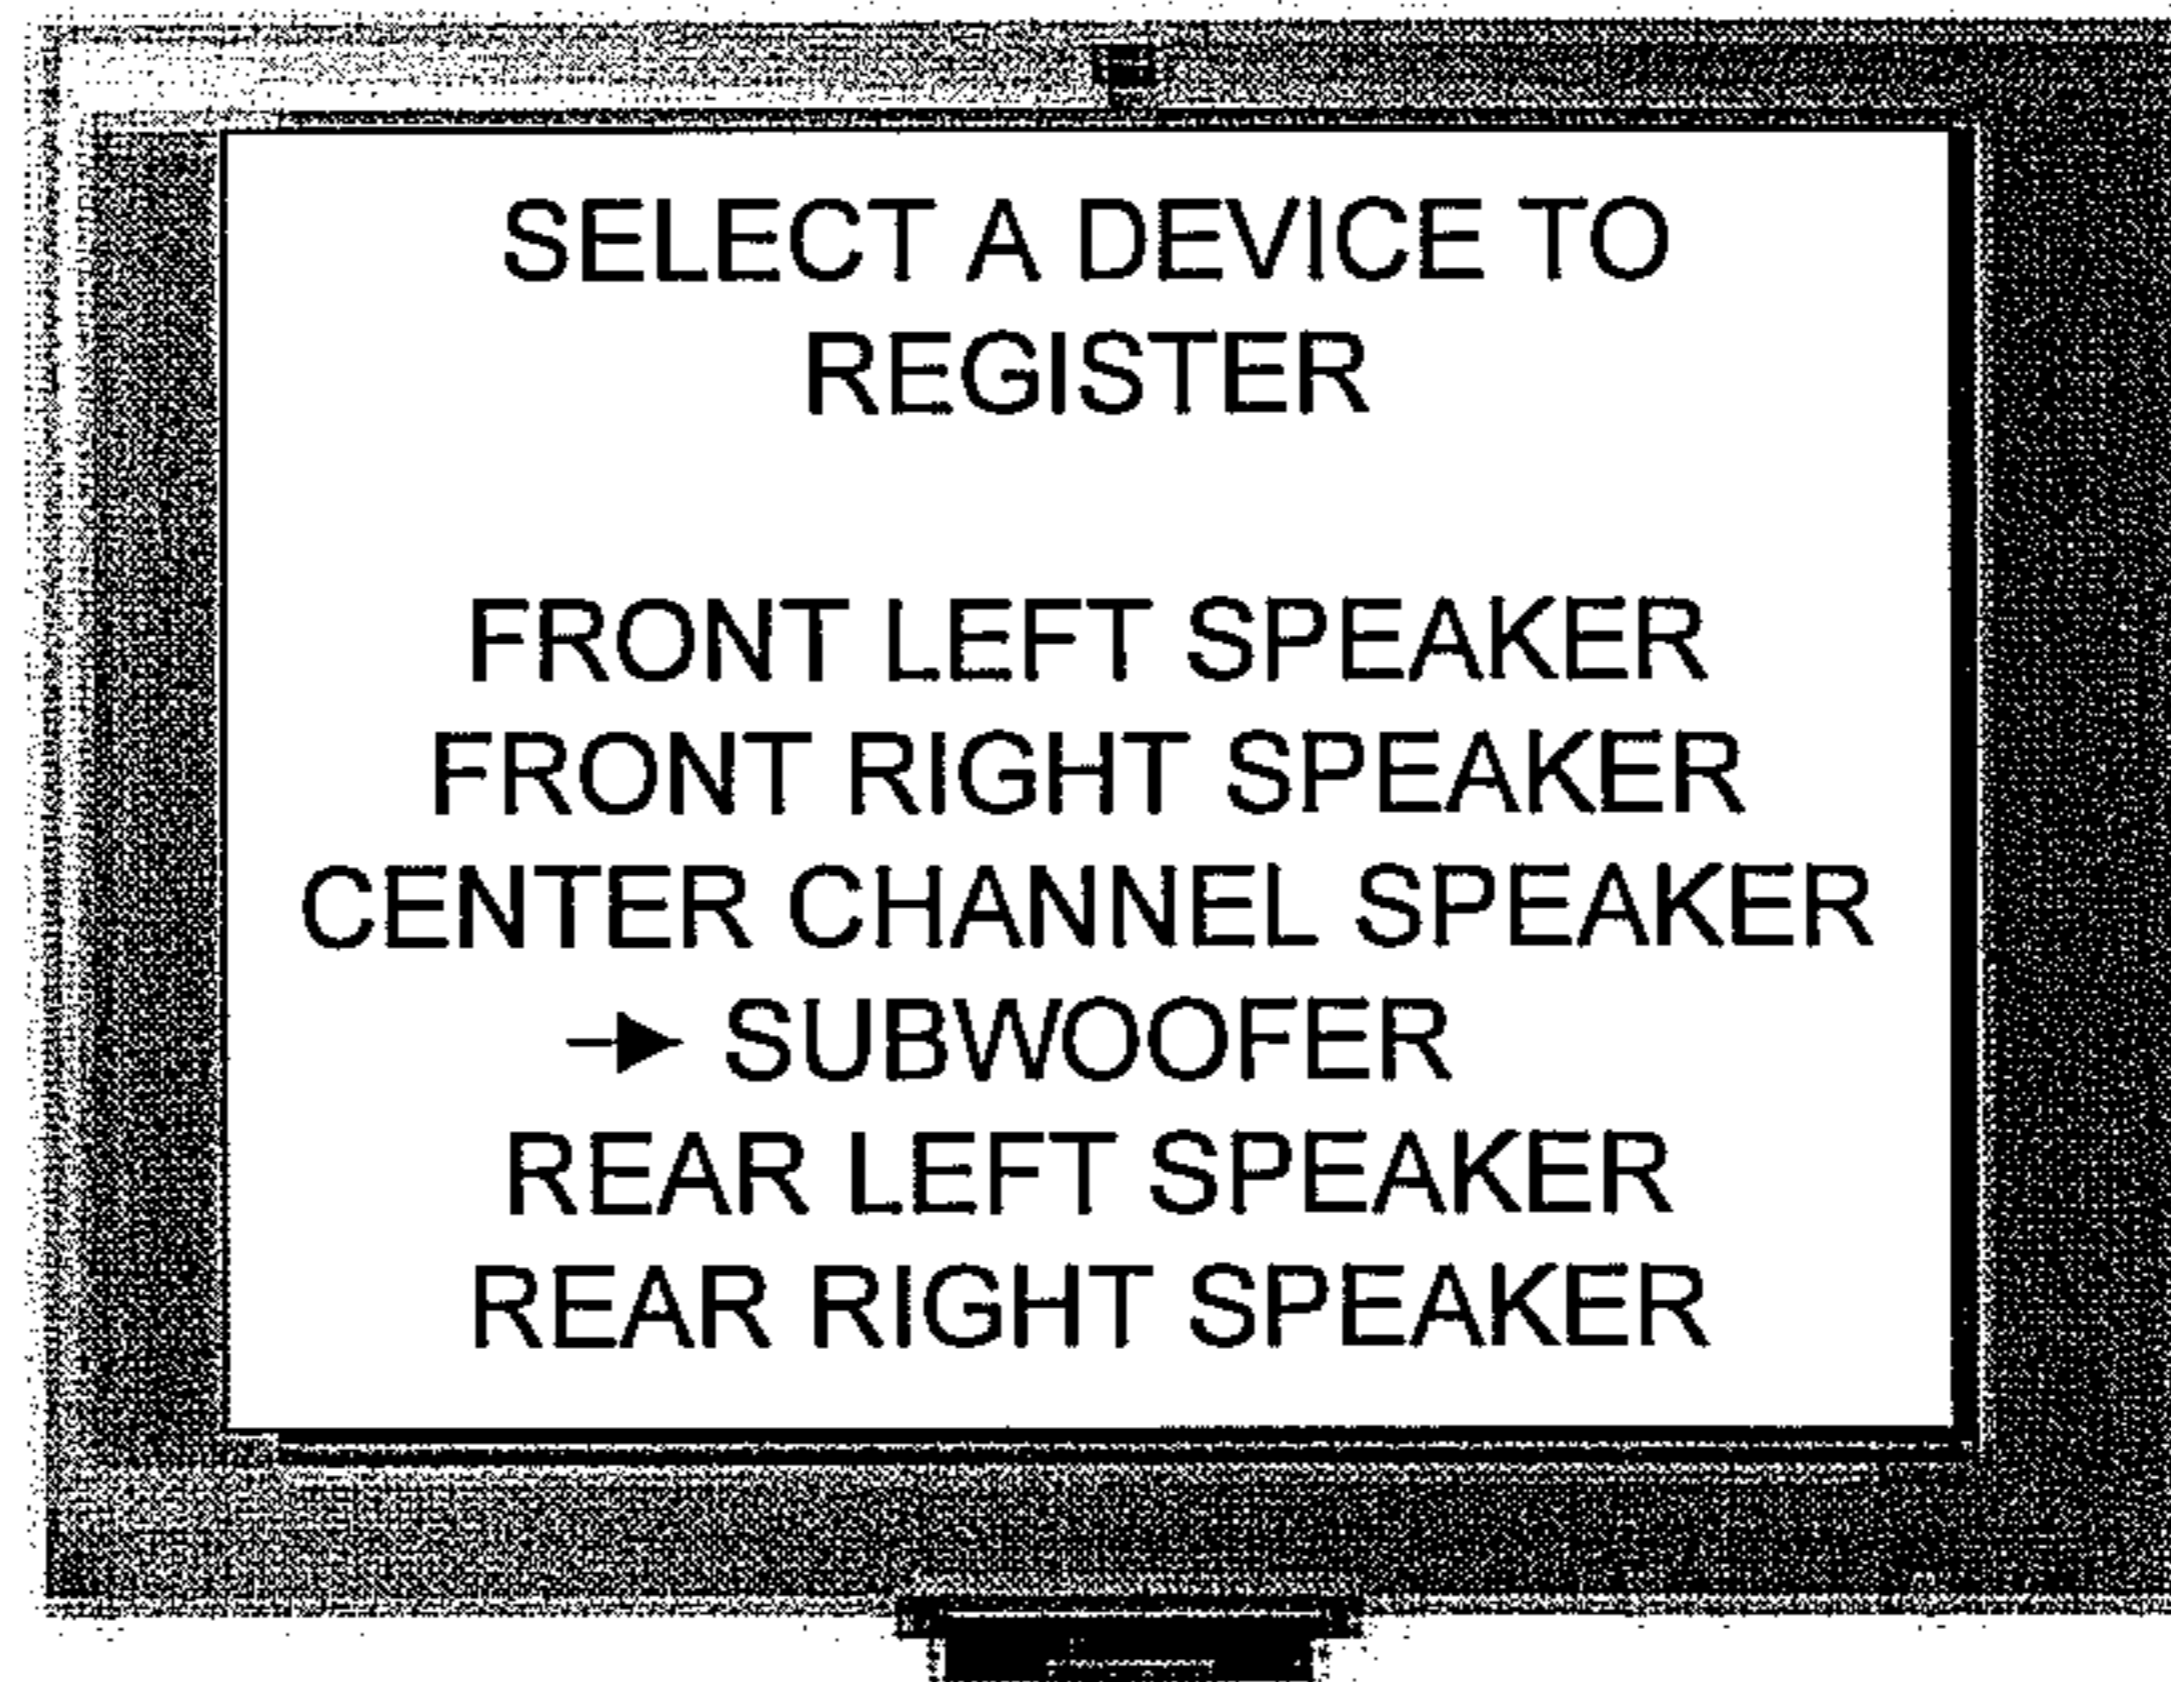 SELECT A DEVICE TO
REGISTER
FRONT LEFT SPEAKER
FRONT RIGHT SPEAKER
CENTER CHANNEL SPEAKER
→ SUBWOOFER
REAR LEFT SPEAKER
REAR RIGHT SPEAKER